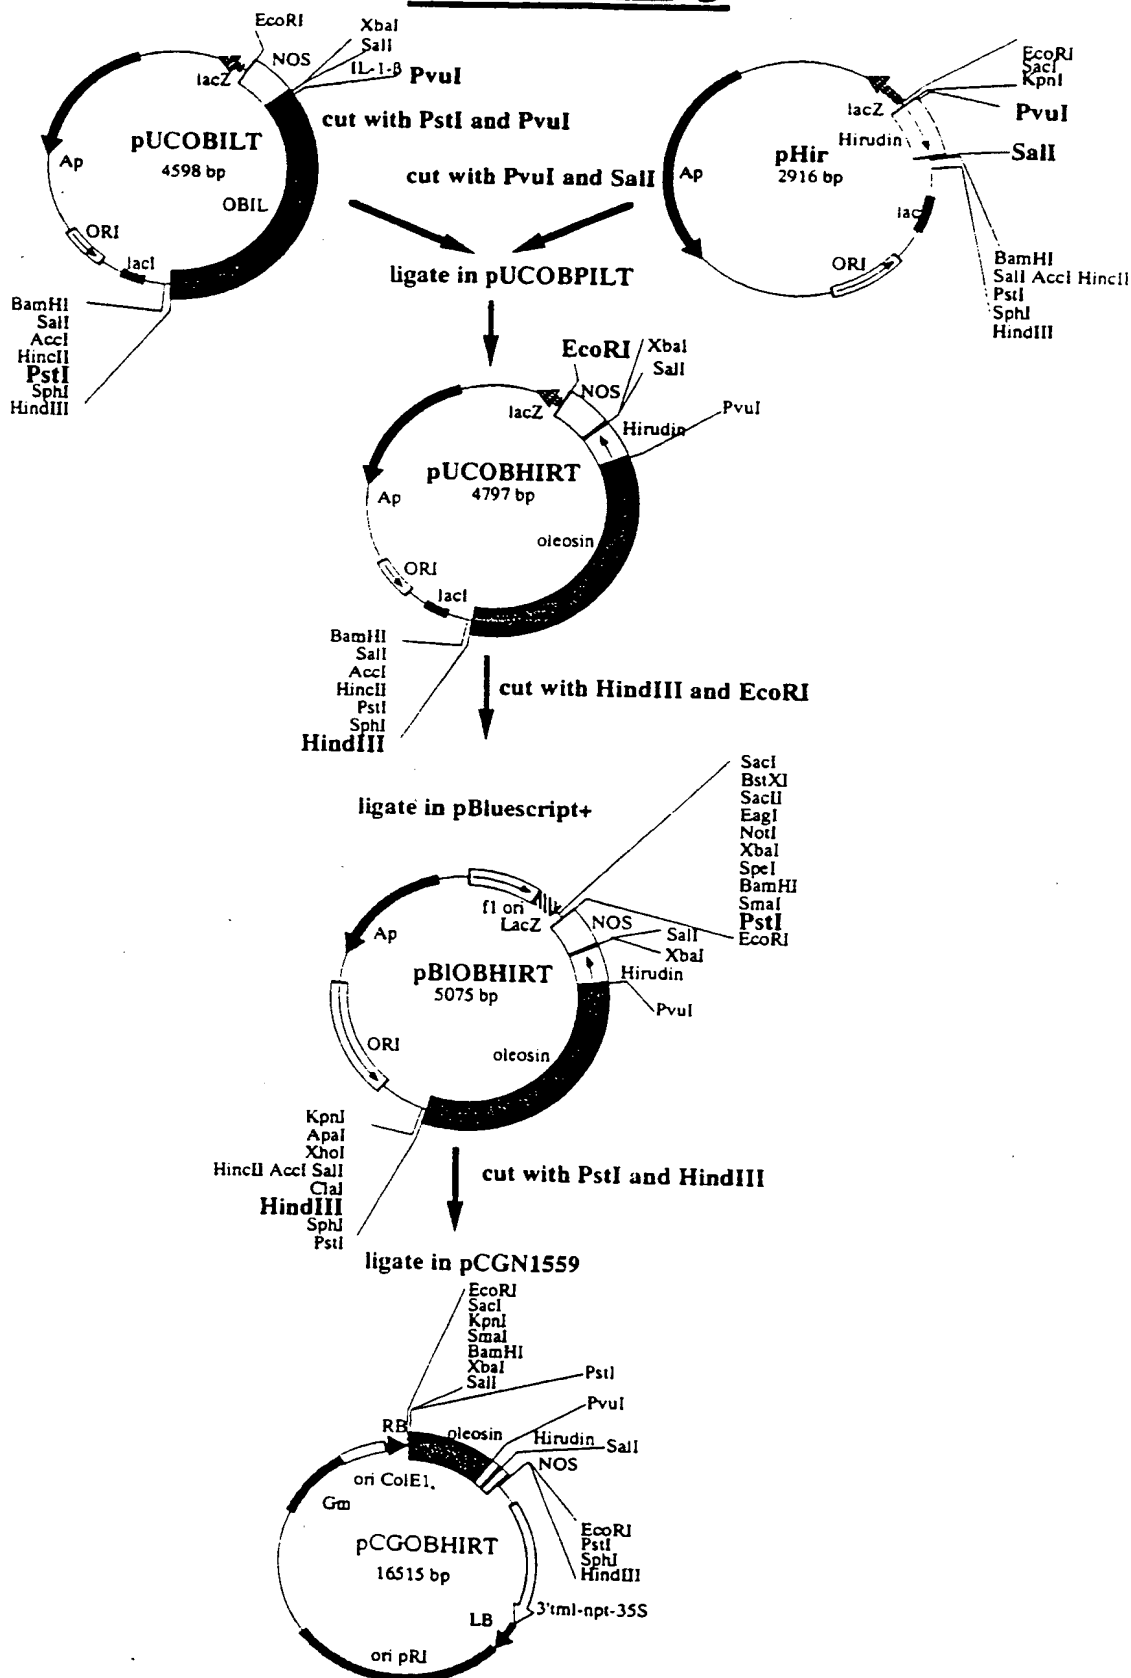 EcoRI
XbaI
SalI
IL-1-β
PvuI
NOS
lacZ
cut with PstI and PvuI
pUCOBILT
4598 bp
Ap
OBIL
ORI
lacI
BamHI
SalI
AccI
HincII
PstI
SphI
HindIII
EcoRI
SacI
KpnI
PvuI
lacZ
Hirudin
SalI
pHir
2916 bp
cut with PvuI and SalI
Ap
lac
ORI
BamHI
SalI AccI HincII
PstI
SphI
HindIII
ligate in pUCOBPILT
EcoRI
XbaI
SalI
NOS
lacZ
Hirudin
PvuI
pUCOBHIRT
4797 bp
Ap
oleosin
ORI
lacI
BamHI
SalI
AccI
HincII
PstI
SphI
HindIII
cut with HindIII and EcoRI
ligate in pBluescript+
SacI
BstXI
SacII
EagI
NotI
XbaI
SpeI
BamHI
SmaI
PstI
EcoRI
f1 ori
LacZ
NOS
SalI
XbaI
Ap
pBIOBHIRT
5075 bp
Hirudin
PvuI
ORI
oleosin
KpnI
ApaI
XhoI
HincII AccI SalI
ClaI
HindIII
SphI
PstI
cut with PstI and HindIII
ligate in pCGN1559
EcoRI
SacI
KpnI
SmaI
BamHI
XbaI
SalI
PstI
PvuI
RB
oleosin
Hirudin
SalI
NOS
ori ColE1.
Gm
pCGOBHIRT
16515 bp
EcoRI
PstI
SphI
HindIII
3'tml-npt-35S
LB
ori pRI